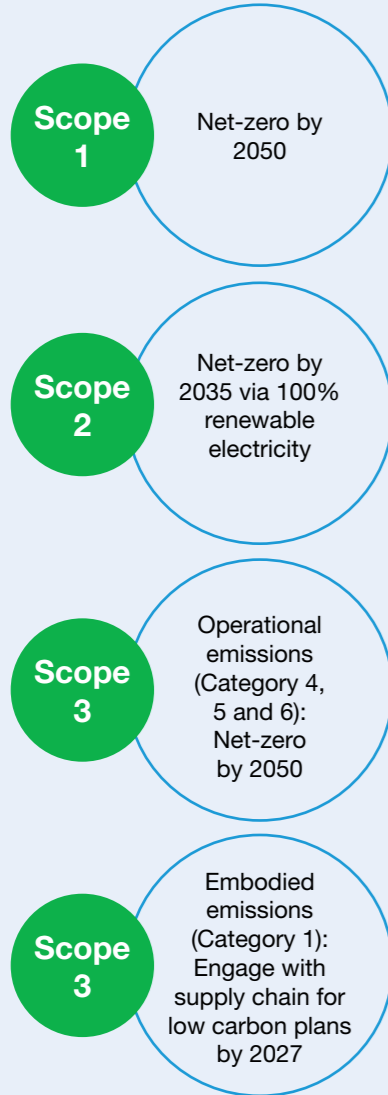 Scope
1
Net-zero by
2050
Scope
2
Net-zero by
2035 via 100%
renewable
electricity
Scope
3
Operational
emissions
(Category 4,
5 and 6):
Net-zero
by 2050
Scope
3
Embodied
emissions
(Category 1):
Engage with
supply chain for
low carbon plans
by 2027